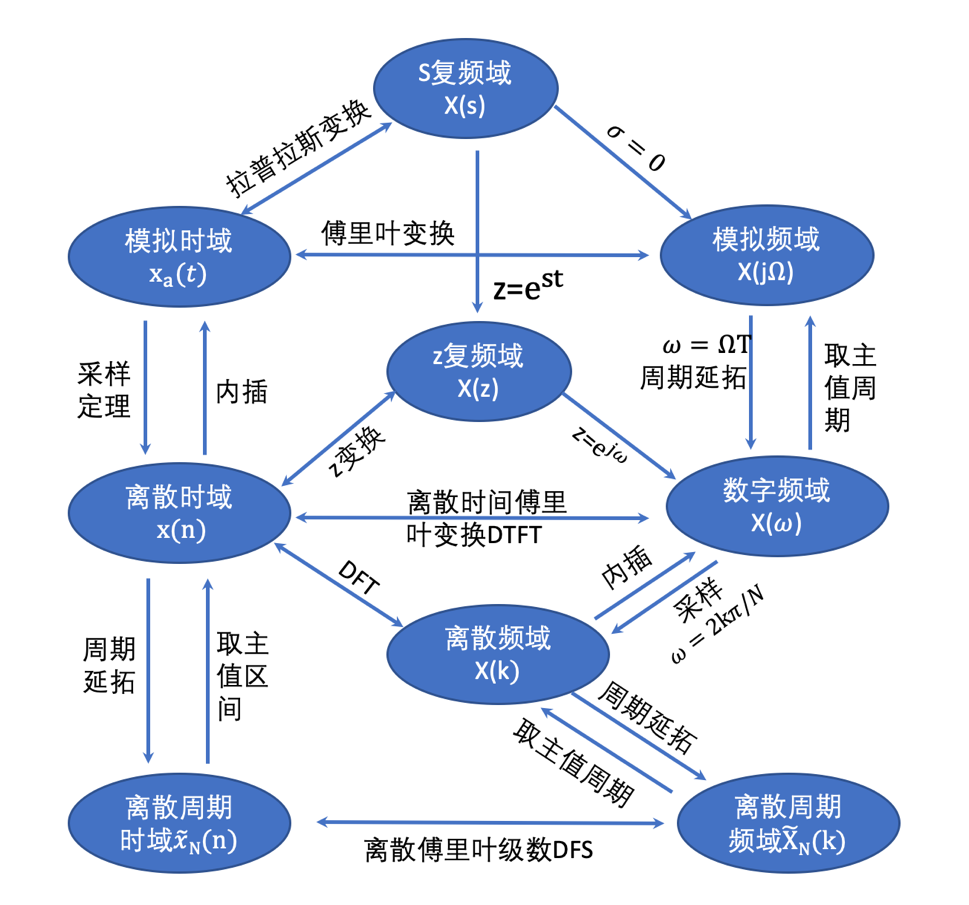 S复频域
X(s)
拉普拉斯变换
σ = 0
模拟时域
xₐ(t)
傅里叶变换
模拟频域
X(jΩ)
z=eˢᵗ
采样
定理
内插
z复频域
X(z)
ω = ΩT
周期延拓
取主
值周
期
z变换
z=e^{jω}
离散时域
x(n)
离散时间傅里
叶变换DTFT
数字频域
X(ω)
DFT
内插
采样
ω = 2kπ/N
离散频域
X(k)
周期
延拓
取主
值区
间
周期延拓
取主值周期
离散周期
时域x̃_N(n)
离散傅里叶级数DFS
离散周期
频域X̃_N(k)